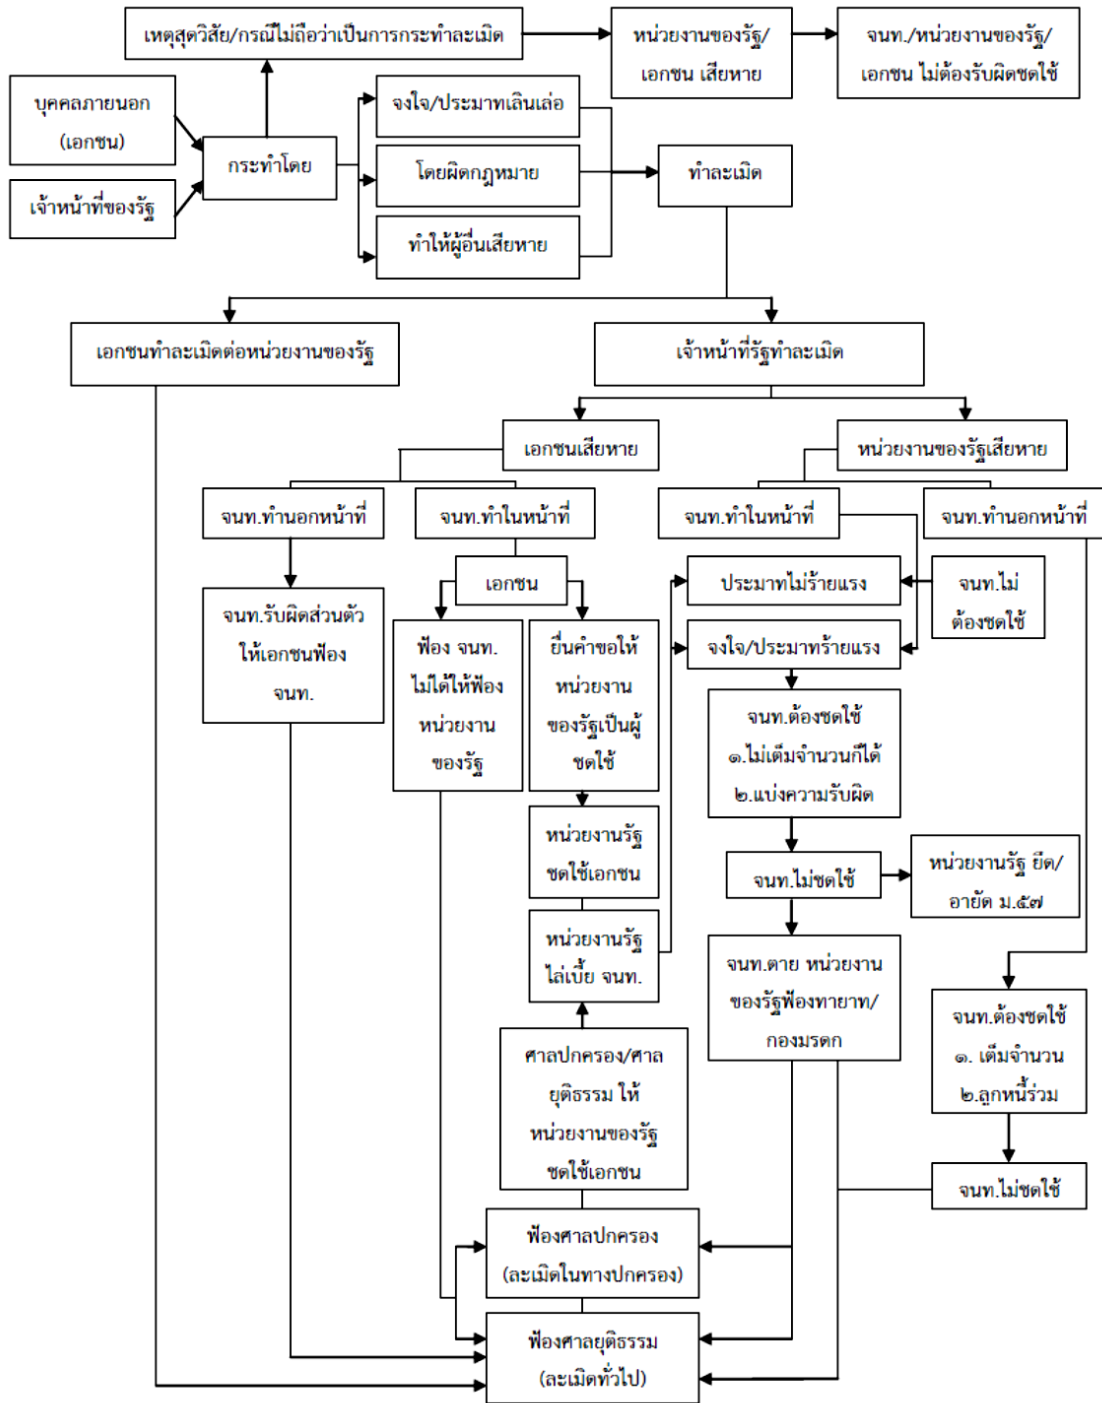 เหตุสุดวิสัย/กรณีไม่ถือว่าเป็นการกระทำละเมิด
หน่วยงานของรัฐ/
เอกชน เสียหาย
จนท./หน่วยงานของรัฐ/
เอกชน ไม่ต้องรับผิดชดใช้
บุคคลภายนอก
(เอกชน)
เจ้าหน้าที่ของรัฐ
กระทำโดย
จงใจ/ประมาทเลินเล่อ
โดยผิดกฎหมาย
ทำให้ผู้อื่นเสียหาย
ทำละเมิด
เอกชนทำละเมิดต่อหน่วยงานของรัฐ
เจ้าหน้าที่รัฐทำละเมิด
เอกชนเสียหาย
หน่วยงานของรัฐเสียหาย
จนท.ทำนอกหน้าที่
จนท.ทำในหน้าที่
จนท.ทำในหน้าที่
จนท.ทำนอกหน้าที่
จนท.รับผิดส่วนตัว
ให้เอกชนฟ้อง
จนท.
เอกชน
ฟ้อง จนท.
ไม่ได้ให้ฟ้อง
หน่วยงาน
ของรัฐ
ยื่นคำขอให้
หน่วยงาน
ของรัฐเป็นผู้
ชดใช้
ประมาทไม่ร้ายแรง
จนท.ไม่
ต้องชดใช้
จงใจ/ประมาทร้ายแรง
จนท.ต้องชดใช้
๑.ไม่เต็มจำนวนก็ได้
๒.แบ่งความรับผิด
หน่วยงานรัฐ
ชดใช้เอกชน
จนท.ไม่ชดใช้
หน่วยงานรัฐ ยึด/
อายัด ม.๕๗
หน่วยงานรัฐ
ไล่เบี้ย จนท.
จนท.ตาย หน่วยงาน
ของรัฐฟ้องทายาท/
กองมรดก
จนท.ต้องชดใช้
๑. เต็มจำนวน
๒.ลูกหนี้ร่วม
ศาลปกครอง/ศาล
ยุติธรรม ให้
หน่วยงานของรัฐ
ชดใช้เอกชน
จนท.ไม่ชดใช้
ฟ้องศาลปกครอง
(ละเมิดในทางปกครอง)
ฟ้องศาลยุติธรรม
(ละเมิดทั่วไป)